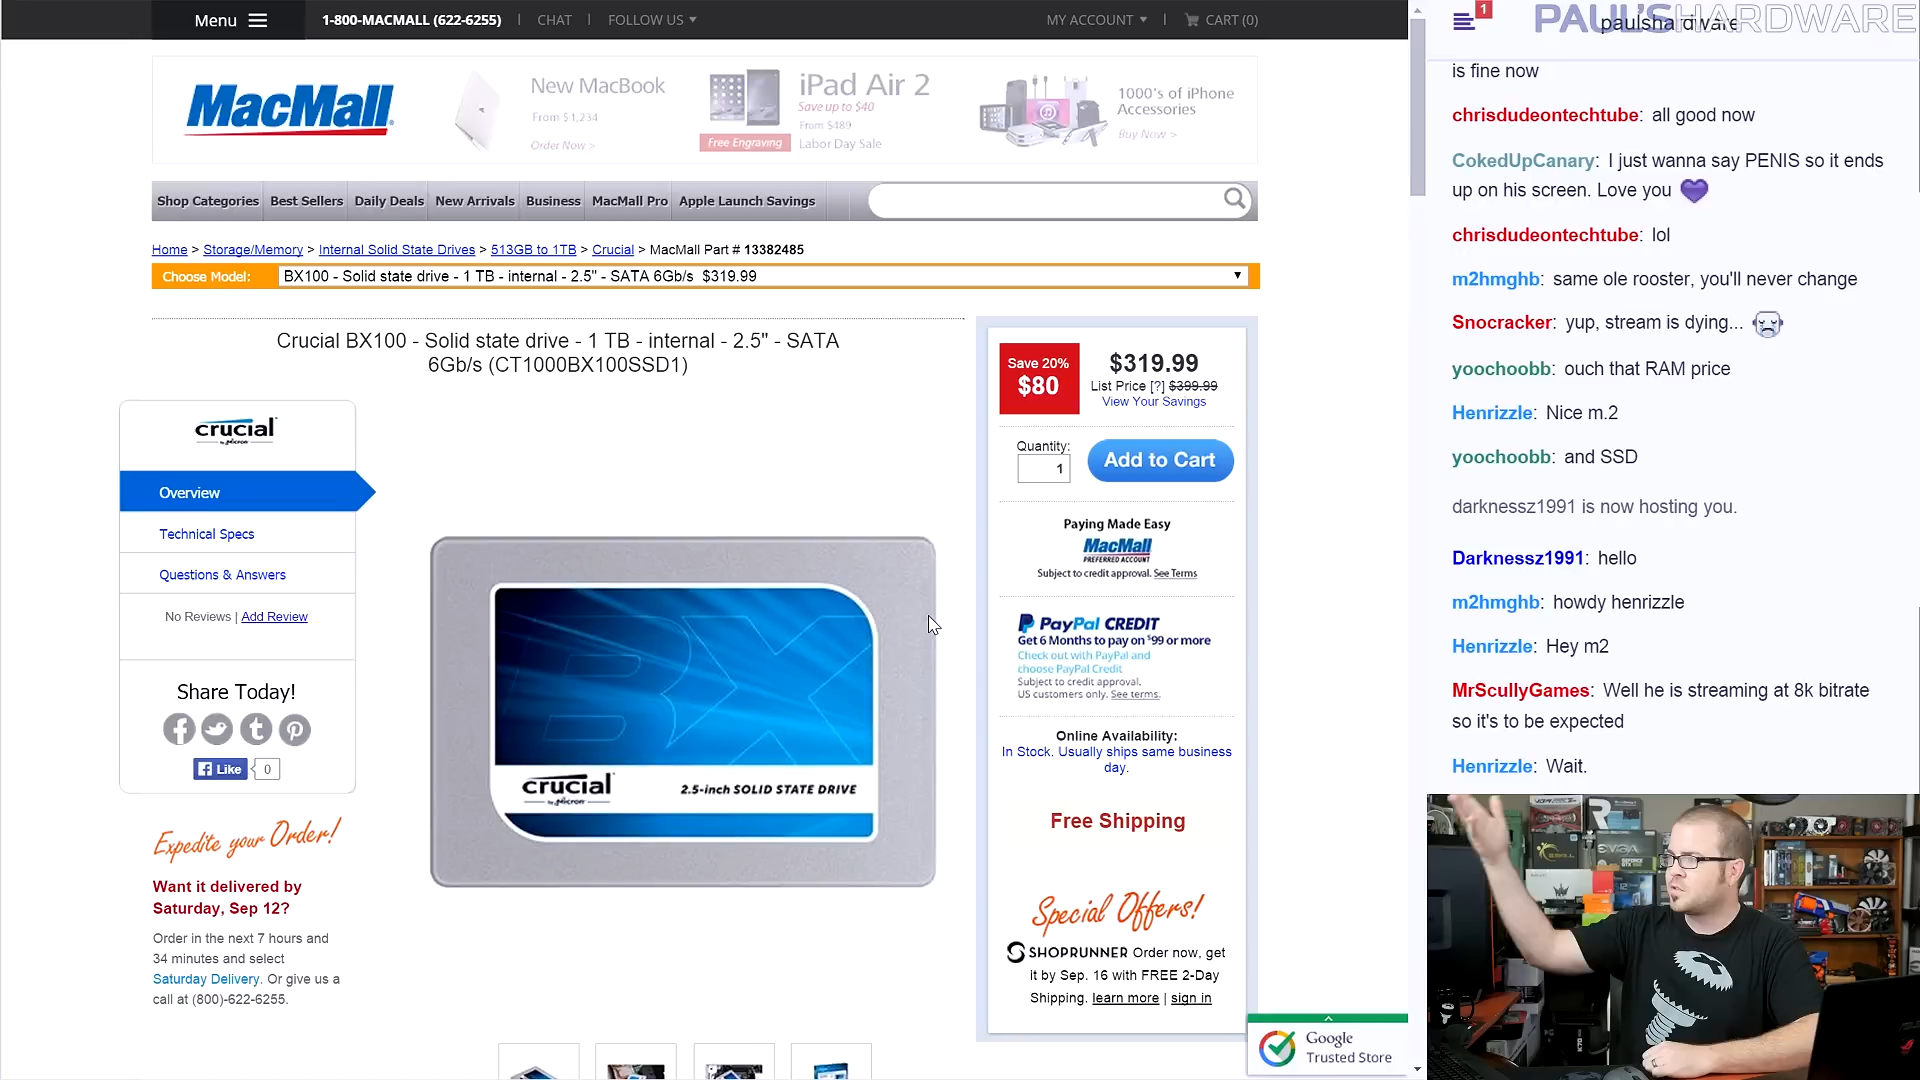 Menu
1-800-MACMALL (622-6255)
CHAT
FOLLOW US
MY ACCOUNT
CART (0)
MacMall
New MacBook
From $1,234
Order Now >
iPad Air 2
Save up to $40
From $489
Free Engraving
Labor Day Sale
1000's of iPhone
Accessories
Buy Now >
Shop Categories
Best Sellers
Daily Deals
New Arrivals
Business
MacMall Pro
Apple Launch Savings
Home > Storage/Memory > Internal Solid State Drives > 513GB to 1TB > Crucial > MacMall Part # 13382485
Choose Model:
BX100 - Solid state drive - 1 TB - internal - 2.5" - SATA 6Gb/s $319.99
Crucial BX100 - Solid state drive - 1 TB - internal - 2.5" - SATA
6Gb/s (CT1000BX100SSD1)
crucial
by Micron
Overview
Technical Specs
Questions & Answers
No Reviews | Add Review
Share Today!
Like
0
Expedite your Order!
Want it delivered by
Saturday, Sep 12?
Order in the next 7 hours and
34 minutes and select
Saturday Delivery. Or give us a
call at (800)-622-6255.
BX
crucial
by Micron
2.5-inch SOLID STATE DRIVE
Save 20%
$80
$319.99
List Price [?] $399.99
View Your Savings
Quantity:
1
Add to Cart
Paying Made Easy
MacMall
PREFERRED ACCOUNT
Subject to credit approval. See Terms
PayPal CREDIT
Get 6 Months to pay on $99 or more
Check out with PayPal and
choose PayPal Credit
Subject to credit approval.
US customers only. See terms.
Online Availability:
In Stock. Usually ships same business
day.
Free Shipping
Special Offers!
SHOPRUNNER Order now, get
it by Sep. 16 with FREE 2-Day
Shipping. learn more | sign in
Google
Trusted Store
1
PAUL'S HARDWARE
paulshardware
is fine now
chrisdudeontechtube: all good now
CokedUpCanary: I just wanna say PENIS so it ends
up on his screen. Love you
chrisdudeontechtube: lol
m2hmghb: same ole rooster, you'll never change
Snocracker: yup, stream is dying...
yoochoobb: ouch that RAM price
Henrizzle: Nice m.2
yoochoobb: and SSD
darknessz1991 is now hosting you.
Darknessz1991: hello
m2hmghb: howdy henrizzle
Henrizzle: Hey m2
MrScullyGames: Well he is streaming at 8k bitrate
so it's to be expected
Henrizzle: Wait.
EVGA